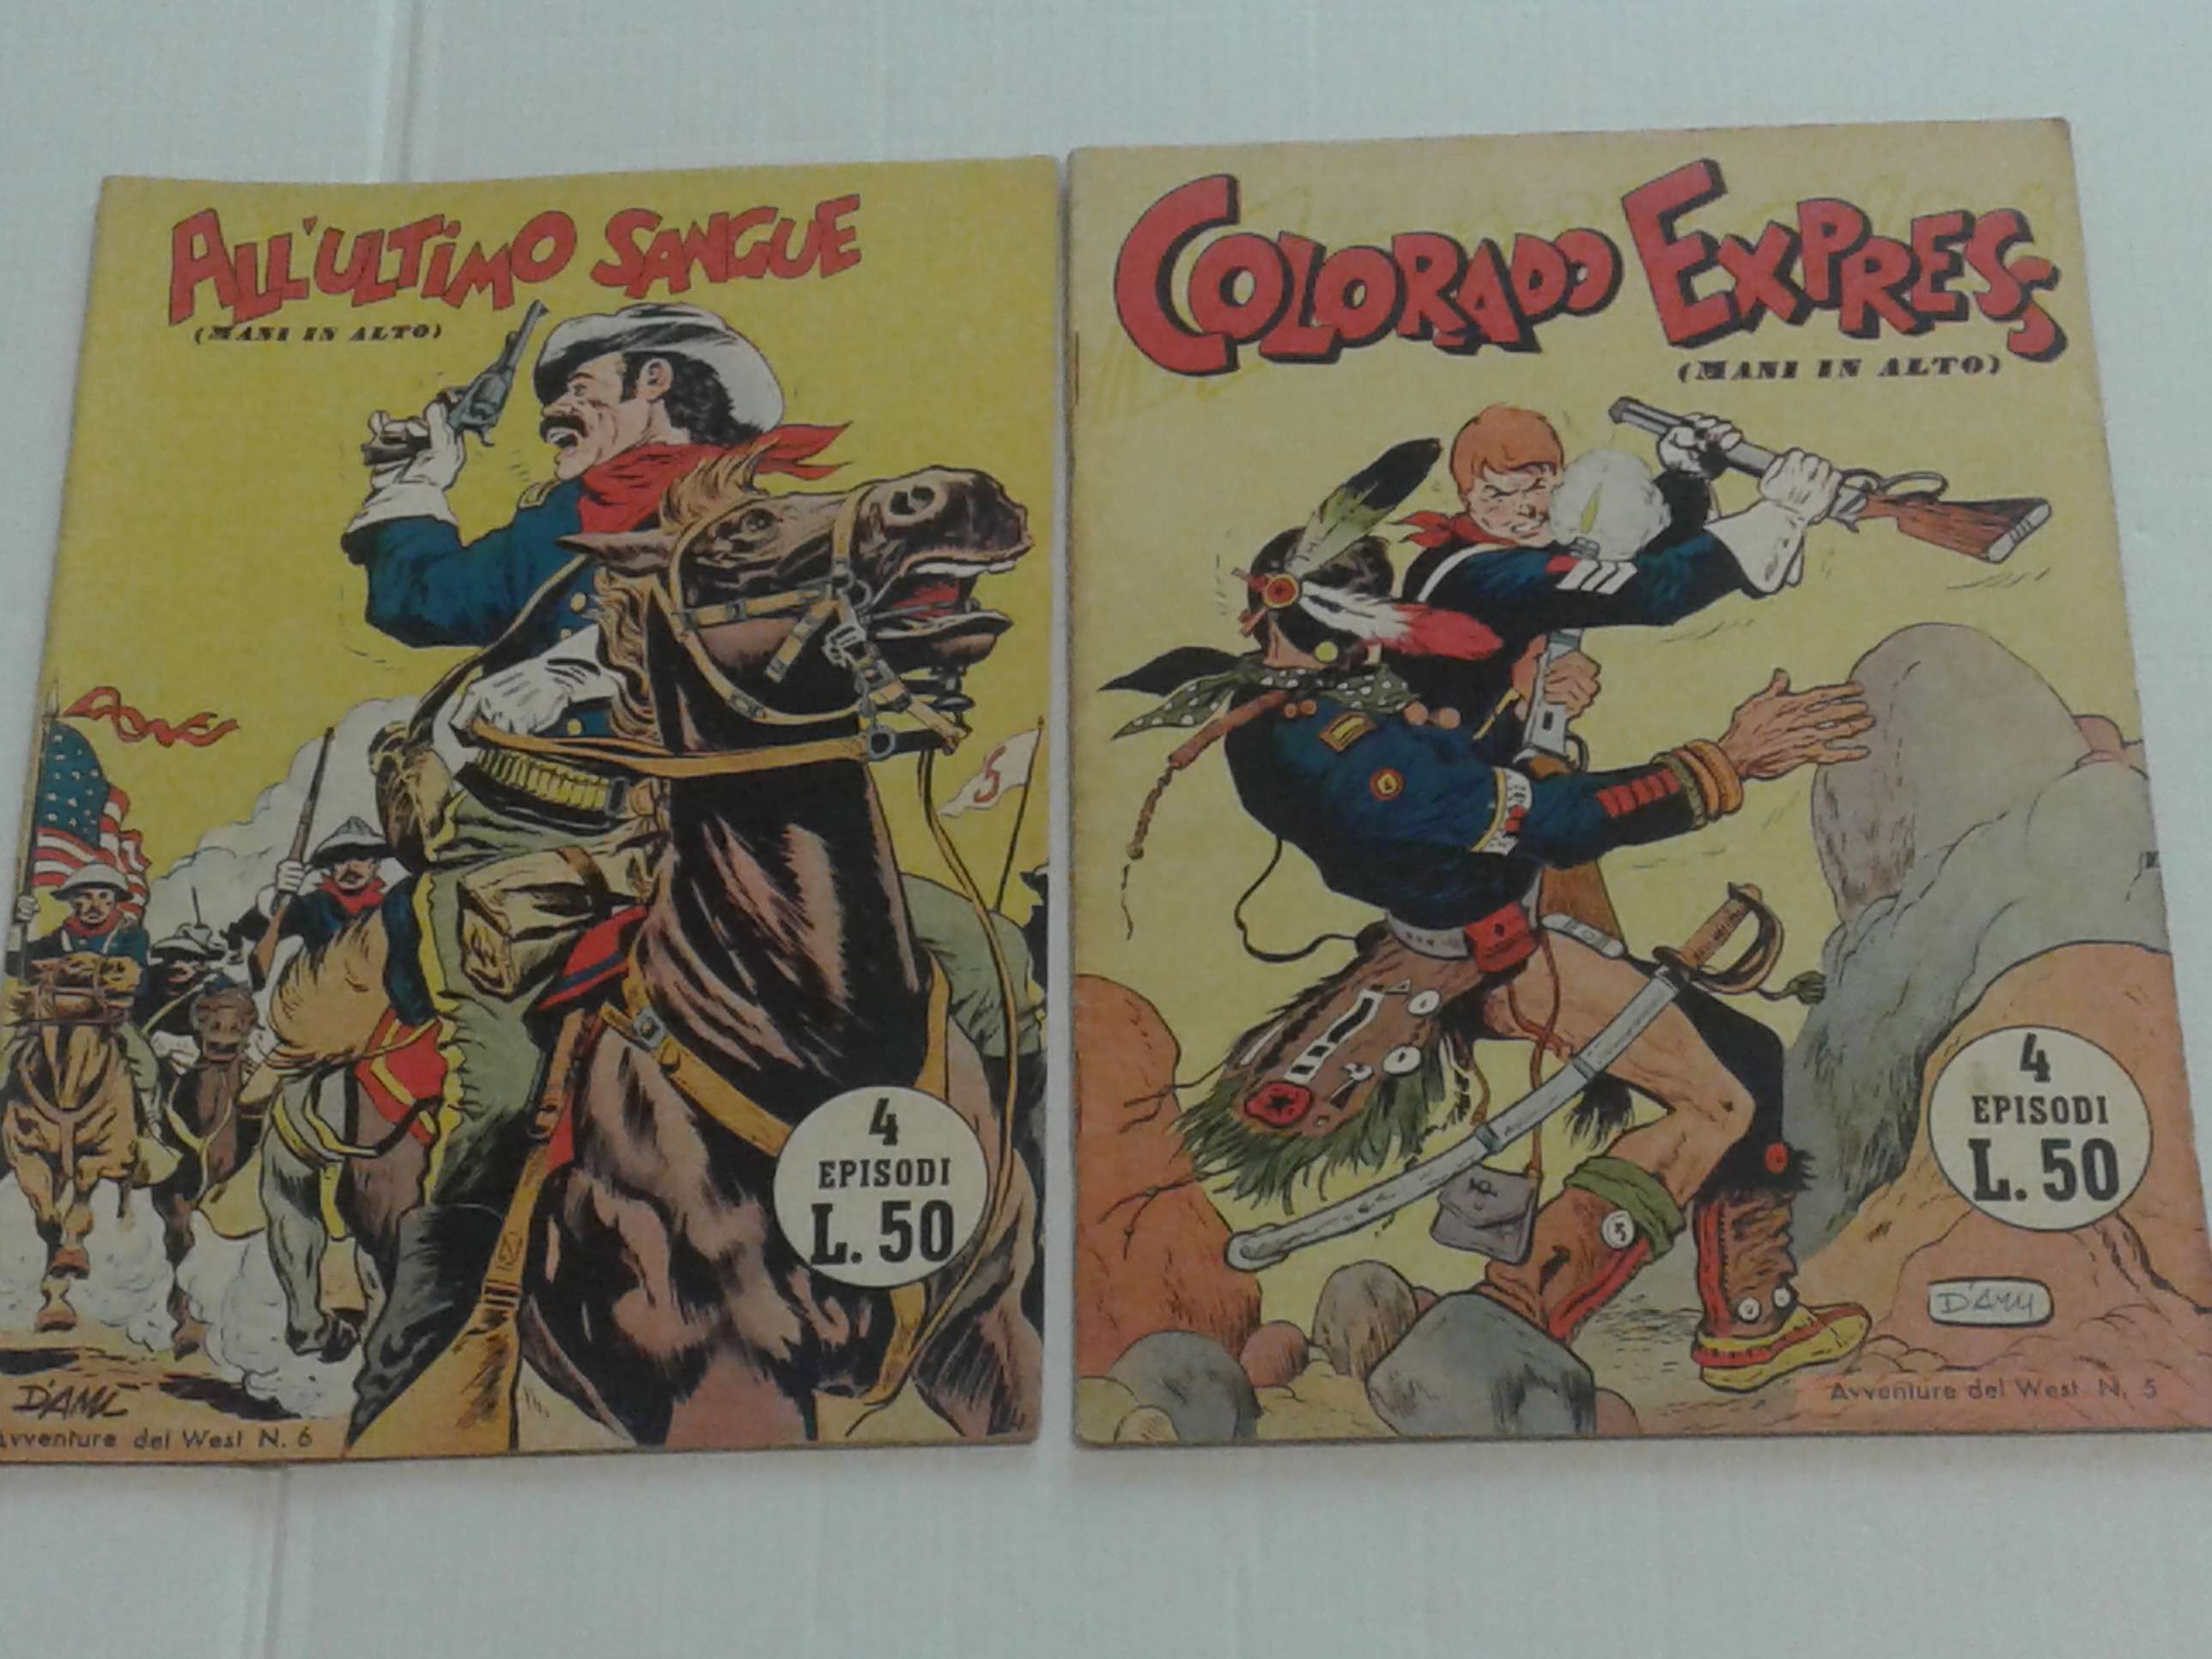 ALL'ULTIMO SANGUE
(MANI IN ALTO)
5
4
EPISODI
L. 50
D'AMI
Avventure del West N. 6
COLORADO EXPRESS
(MANI IN ALTO)
4
EPISODI
L. 50
D'AMI
Avventure del West N. 5